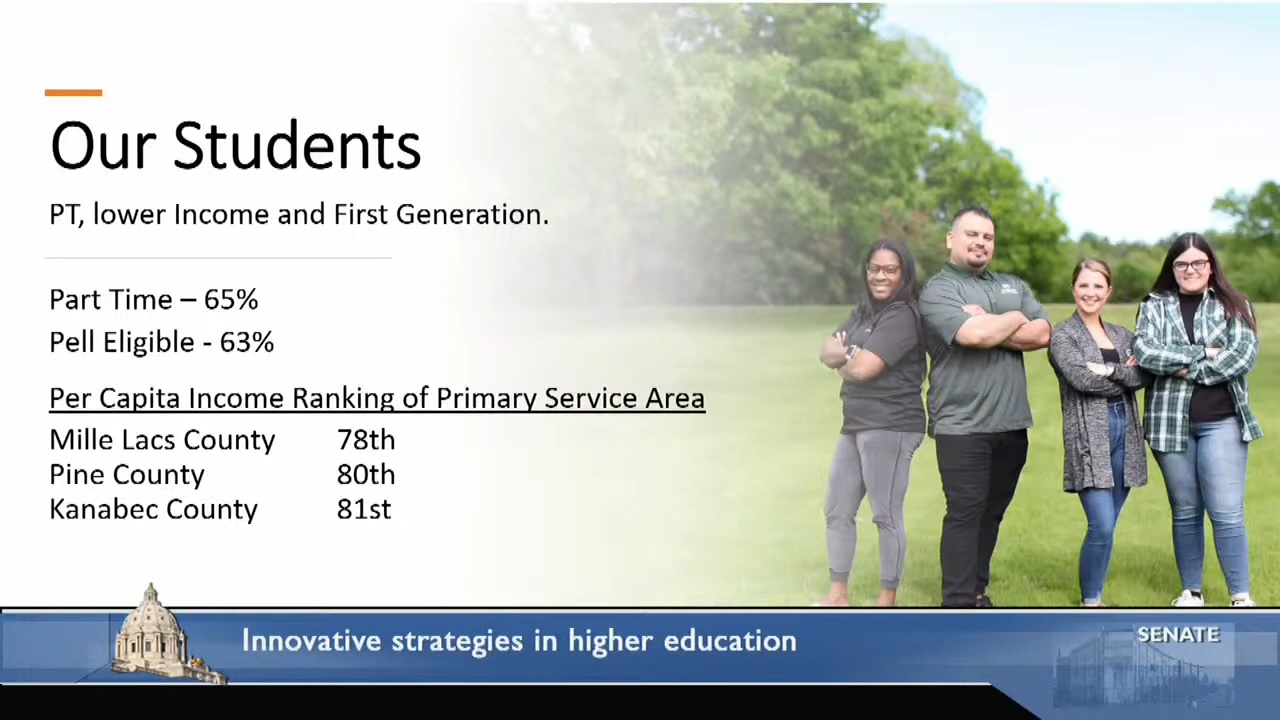 Our Students
PT, lower Income and First Generation.
Part Time – 65%
Pell Eligible - 63%
Per Capita Income Ranking of Primary Service Area
Mille Lacs County 78th
Pine County 80th
Kanabec County 81st
Innovative strategies in higher education
SENATE